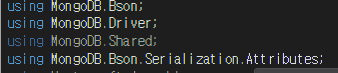 using MongoDB.Bson;
using MongoDB.Driver;
using MongoDB.Shared;
using MongoDB.Bson.Serialization.Attributes;